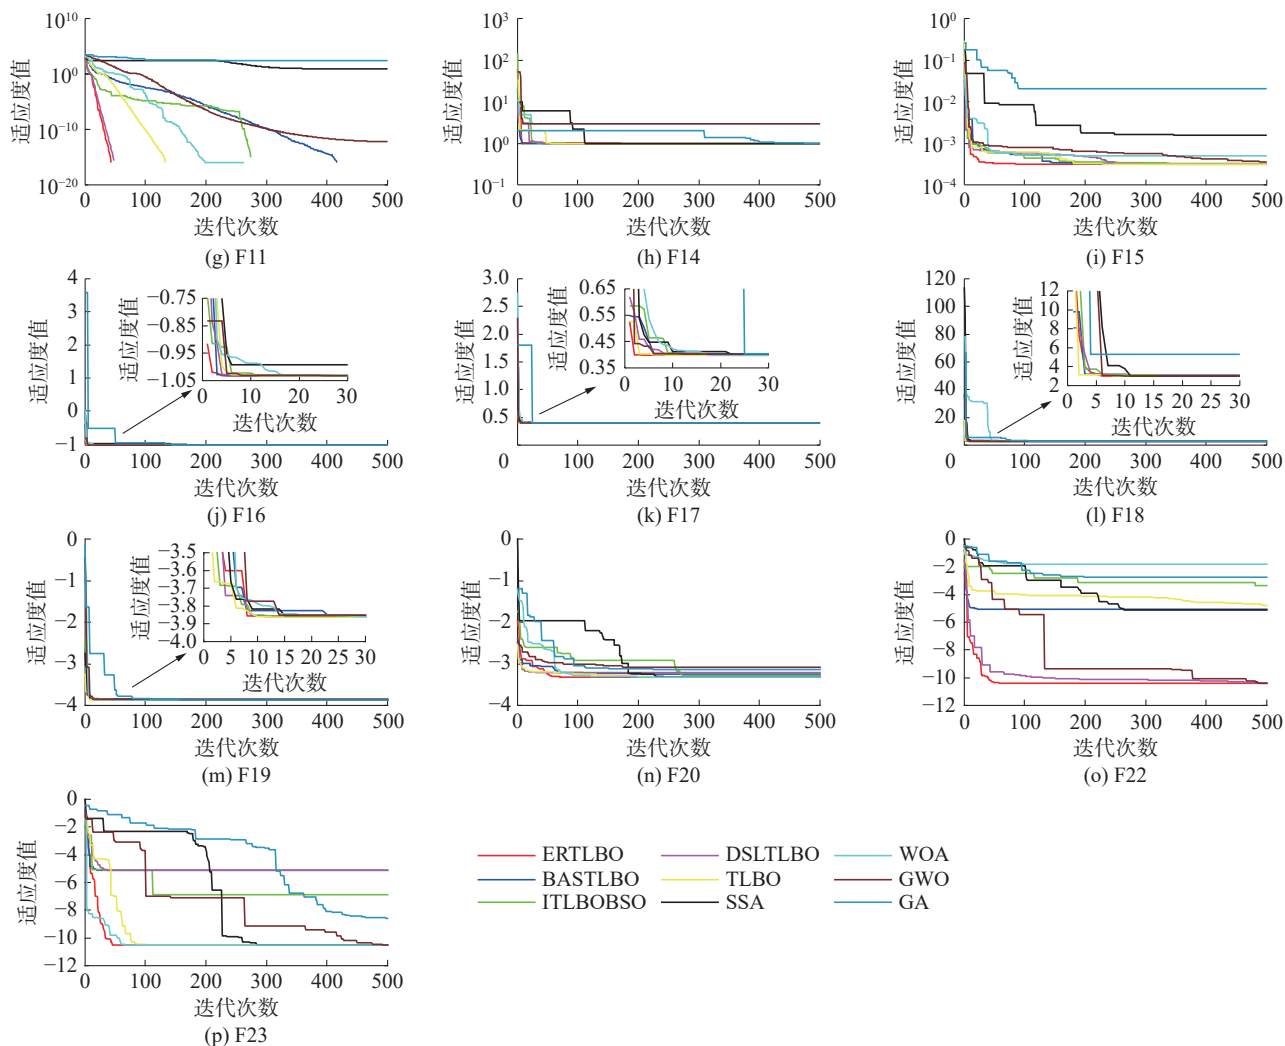 10^10
10^0
10^−10
10^−20
适应度值
0 100 200 300 400 500
迭代次数
(g) F11
10^3
10^2
10^1
10^0
10^−1
适应度值
0 100 200 300 400 500
迭代次数
(h) F14
10^0
10^−1
10^−2
10^−3
10^−4
适应度值
0 100 200 300 400 500
迭代次数
(i) F15
4
3
2
1
0
−1
适应度值
0 100 200 300 400 500
迭代次数
−0.75
−0.85
−0.95
−1.05
适应度值
0 10 20 30
迭代次数
(j) F16
3.0
2.5
2.0
1.5
1.0
0.5
适应度值
0 100 200 300 400 500
迭代次数
0.65
0.55
0.45
0.35
适应度值
0 10 20 30
迭代次数
(k) F17
120
100
80
60
40
20
适应度值
0 100 200 300 400 500
迭代次数
12
10
8
6
4
2
适应度值
0 5 10 15 20 25 30
迭代次数
(l) F18
0
−1
−2
−3
−4
适应度值
0 100 200 300 400 500
迭代次数
−3.5
−3.6
−3.7
−3.8
−3.9
−4.0
适应度值
0 5 10 15 20 25 30
迭代次数
(m) F19
0
−1
−2
−3
−4
适应度值
0 100 200 300 400 500
迭代次数
(n) F20
0
−2
−4
−6
−8
−10
−12
适应度值
0 100 200 300 400 500
迭代次数
(o) F22
0
−2
−4
−6
−8
−10
−12
适应度值
0 100 200 300 400 500
迭代次数
(p) F23
ERTLBO DSLTLBO WOA
BASTLBO TLBO GWO
ITLBOBSO SSA GA